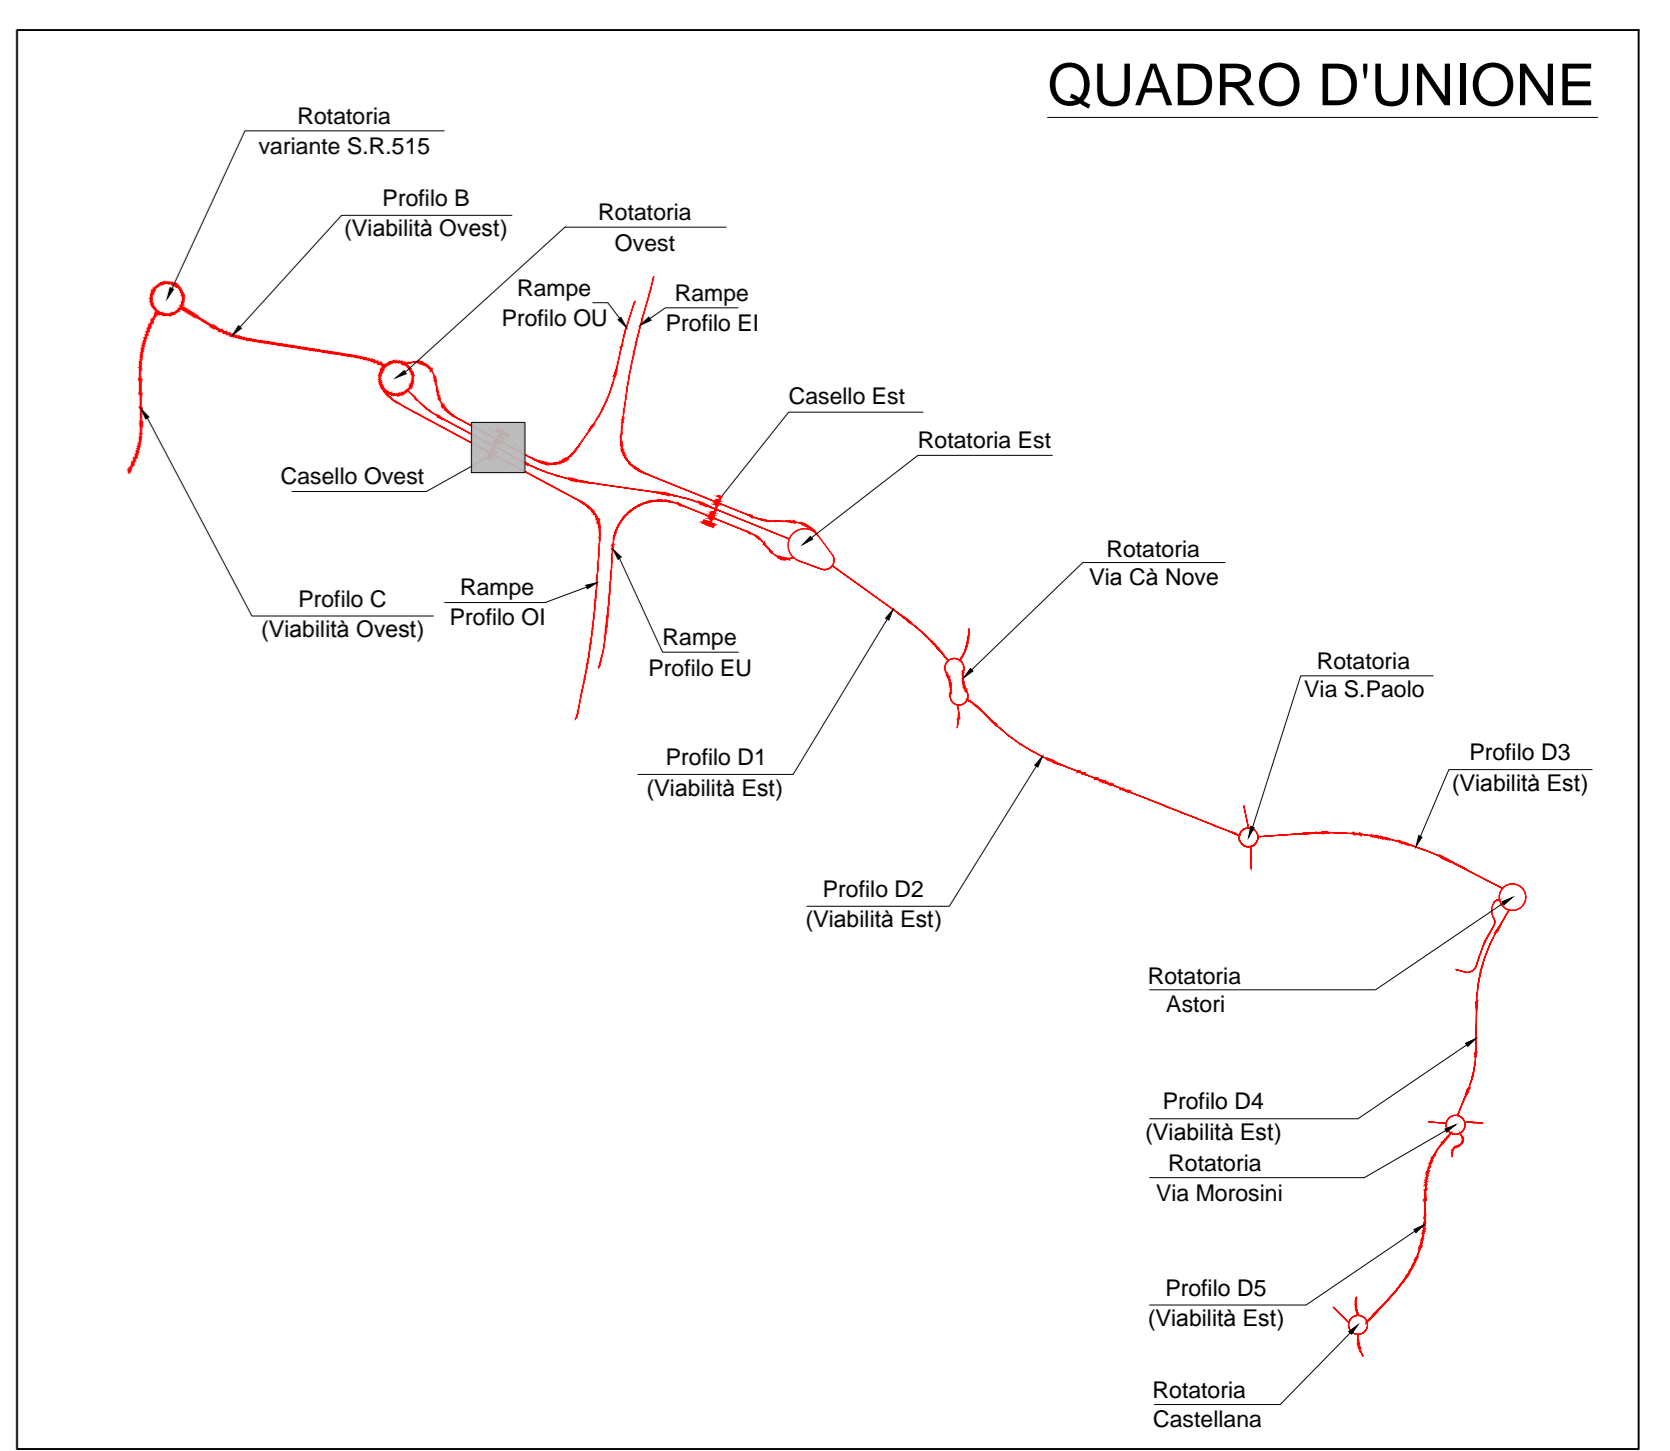 QUADRO D'UNIONE
Rotatoria
variante S.R.515
Profilo B
(Viabilità Ovest)
Rotatoria
Ovest
Rampe
Profilo OU
Rampe
Profilo EI
Casello Est
Rotatoria Est
Casello Ovest
Rotatoria
Via Cà Nove
Profilo C
(Viabilità Ovest)
Rampe
Profilo OI
Rampe
Profilo EU
Rotatoria
Via S.Paolo
Profilo D1
(Viabilità Est)
Profilo D3
(Viabilità Est)
Profilo D2
(Viabilità Est)
Rotatoria
Astori
Profilo D4
(Viabilità Est)
Rotatoria
Via Morosini
Profilo D5
(Viabilità Est)
Rotatoria
Castellana